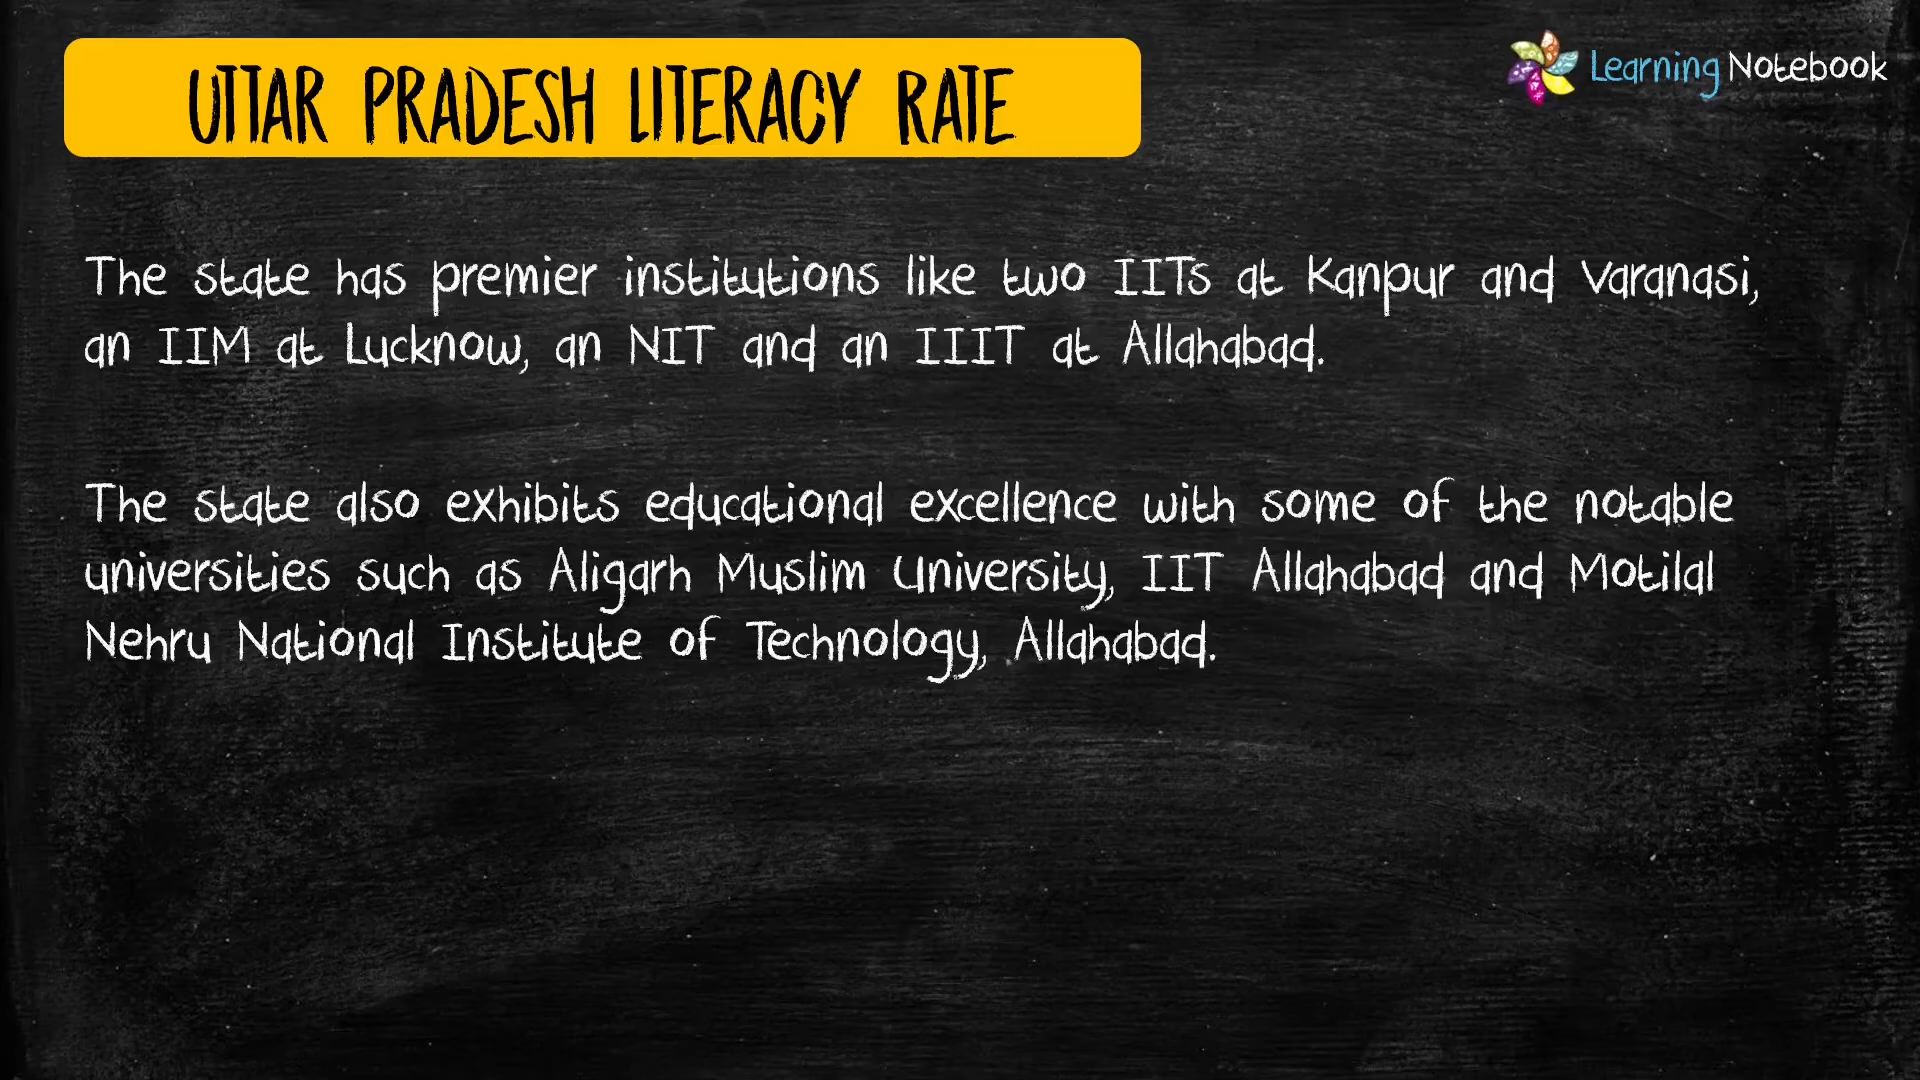 UTTAR PRADESH LITERACY RATE
Learning Notebook
The state has premier institutions like two IITs at Kanpur and Varanasi,
an IIM at Lucknow, an NIT and an IIIT at Allahabad.
The state also exhibits educational excellence with some of the notable
universities such as Aligarh Muslim University, IIT Allahabad and Motilal
Nehru National Institute of Technology, Allahabad.